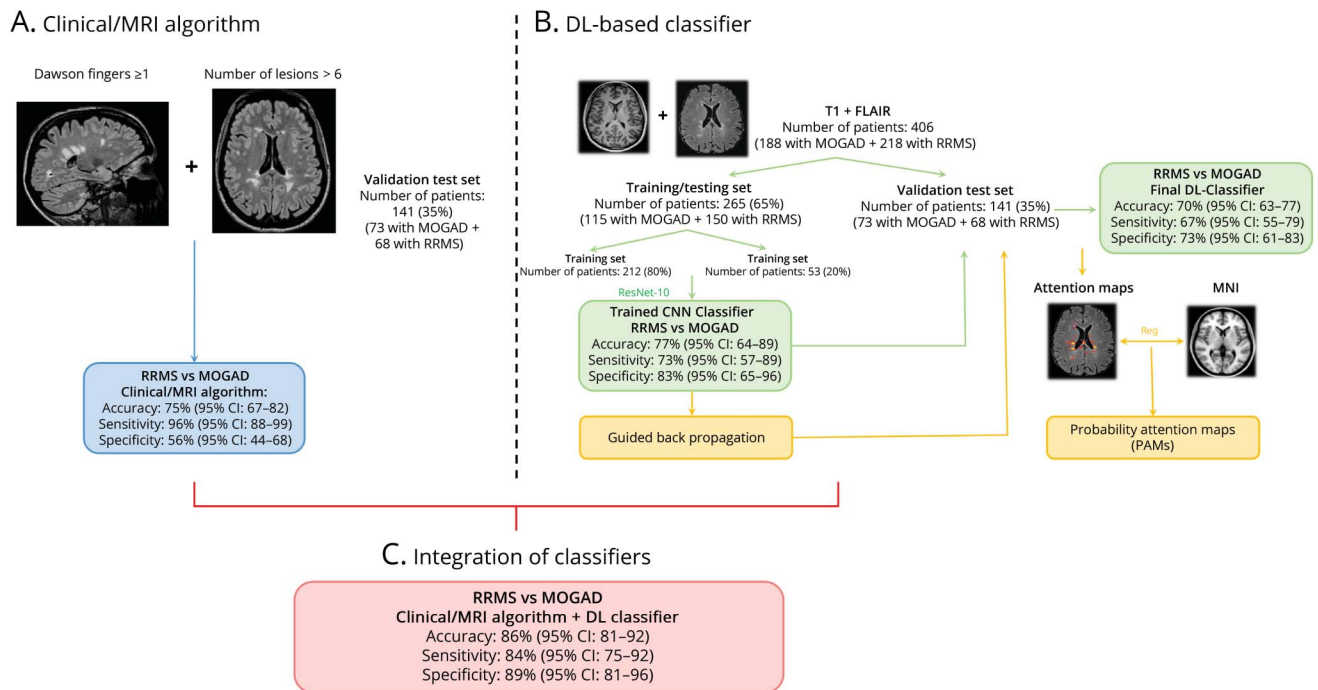 A. Clinical/MRI algorithm
Dawson fingers ≥1
Number of lesions > 6
+
Validation test set
Number of patients:
141 (35%)
(73 with MOGAD +
68 with RRMS)
RRMS vs MOGAD
Clinical/MRI algorithm:
Accuracy: 75% (95% CI: 67–82)
Sensitivity: 96% (95% CI: 88–99)
Specificity: 56% (95% CI: 44–68)
B. DL-based classifier
+
T1 + FLAIR
Number of patients: 406
(188 with MOGAD + 218 with RRMS)
Training/testing set
Number of patients: 265 (65%)
(115 with MOGAD + 150 with RRMS)
Validation test set
Number of patients: 141 (35%)
(73 with MOGAD + 68 with RRMS)
RRMS vs MOGAD
Final DL-Classifier
Accuracy: 70% (95% CI: 63–77)
Sensitivity: 67% (95% CI: 55–79)
Specificity: 73% (95% CI: 61–83)
Training set
Number of patients: 212 (80%)
Training set
Number of patients: 53 (20%)
ResNet-10
Trained CNN Classifier
RRMS vs MOGAD
Accuracy: 77% (95% CI: 64–89)
Sensitivity: 73% (95% CI: 57–89)
Specificity: 83% (95% CI: 65–96)
Guided back propagation
Attention maps
MNI
Reg
Probability attention maps
(PAMs)
C. Integration of classifiers
RRMS vs MOGAD
Clinical/MRI algorithm + DL classifier
Accuracy: 86% (95% CI: 81–92)
Sensitivity: 84% (95% CI: 75–92)
Specificity: 89% (95% CI: 81–96)